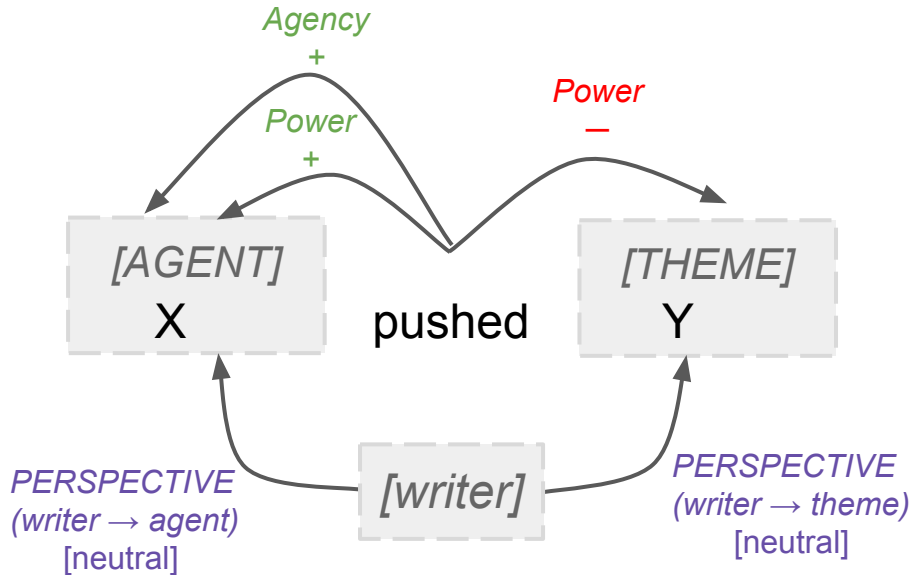 Agency
+
Power
+
Power
–
[AGENT]
X
pushed
[THEME]
Y
[writer]
PERSPECTIVE
(writer → agent)
[neutral]
PERSPECTIVE
(writer → theme)
[neutral]